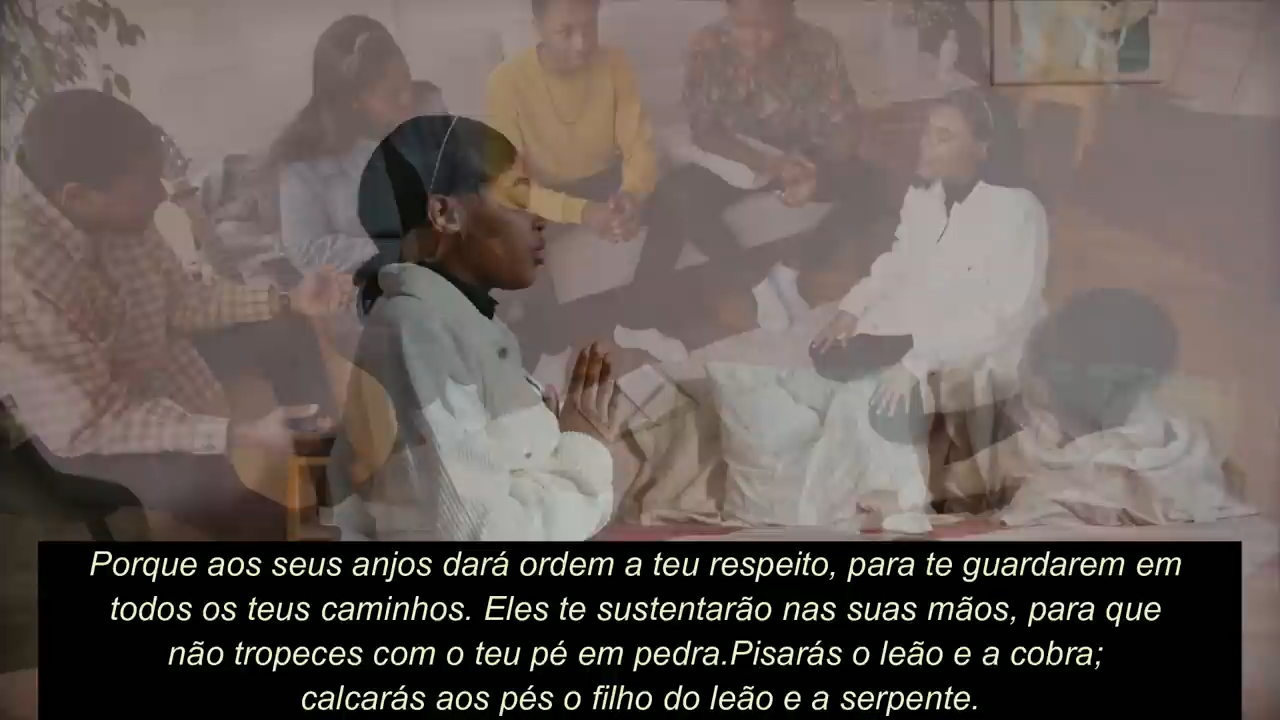 Porque aos seus anjos dará ordem a teu respeito, para te guardarem em
todos os teus caminhos. Eles te sustentarão nas suas mãos, para que
não tropeces com o teu pé em pedra.Pisarás o leão e a cobra;
calcarás aos pés o filho do leão e a serpente.